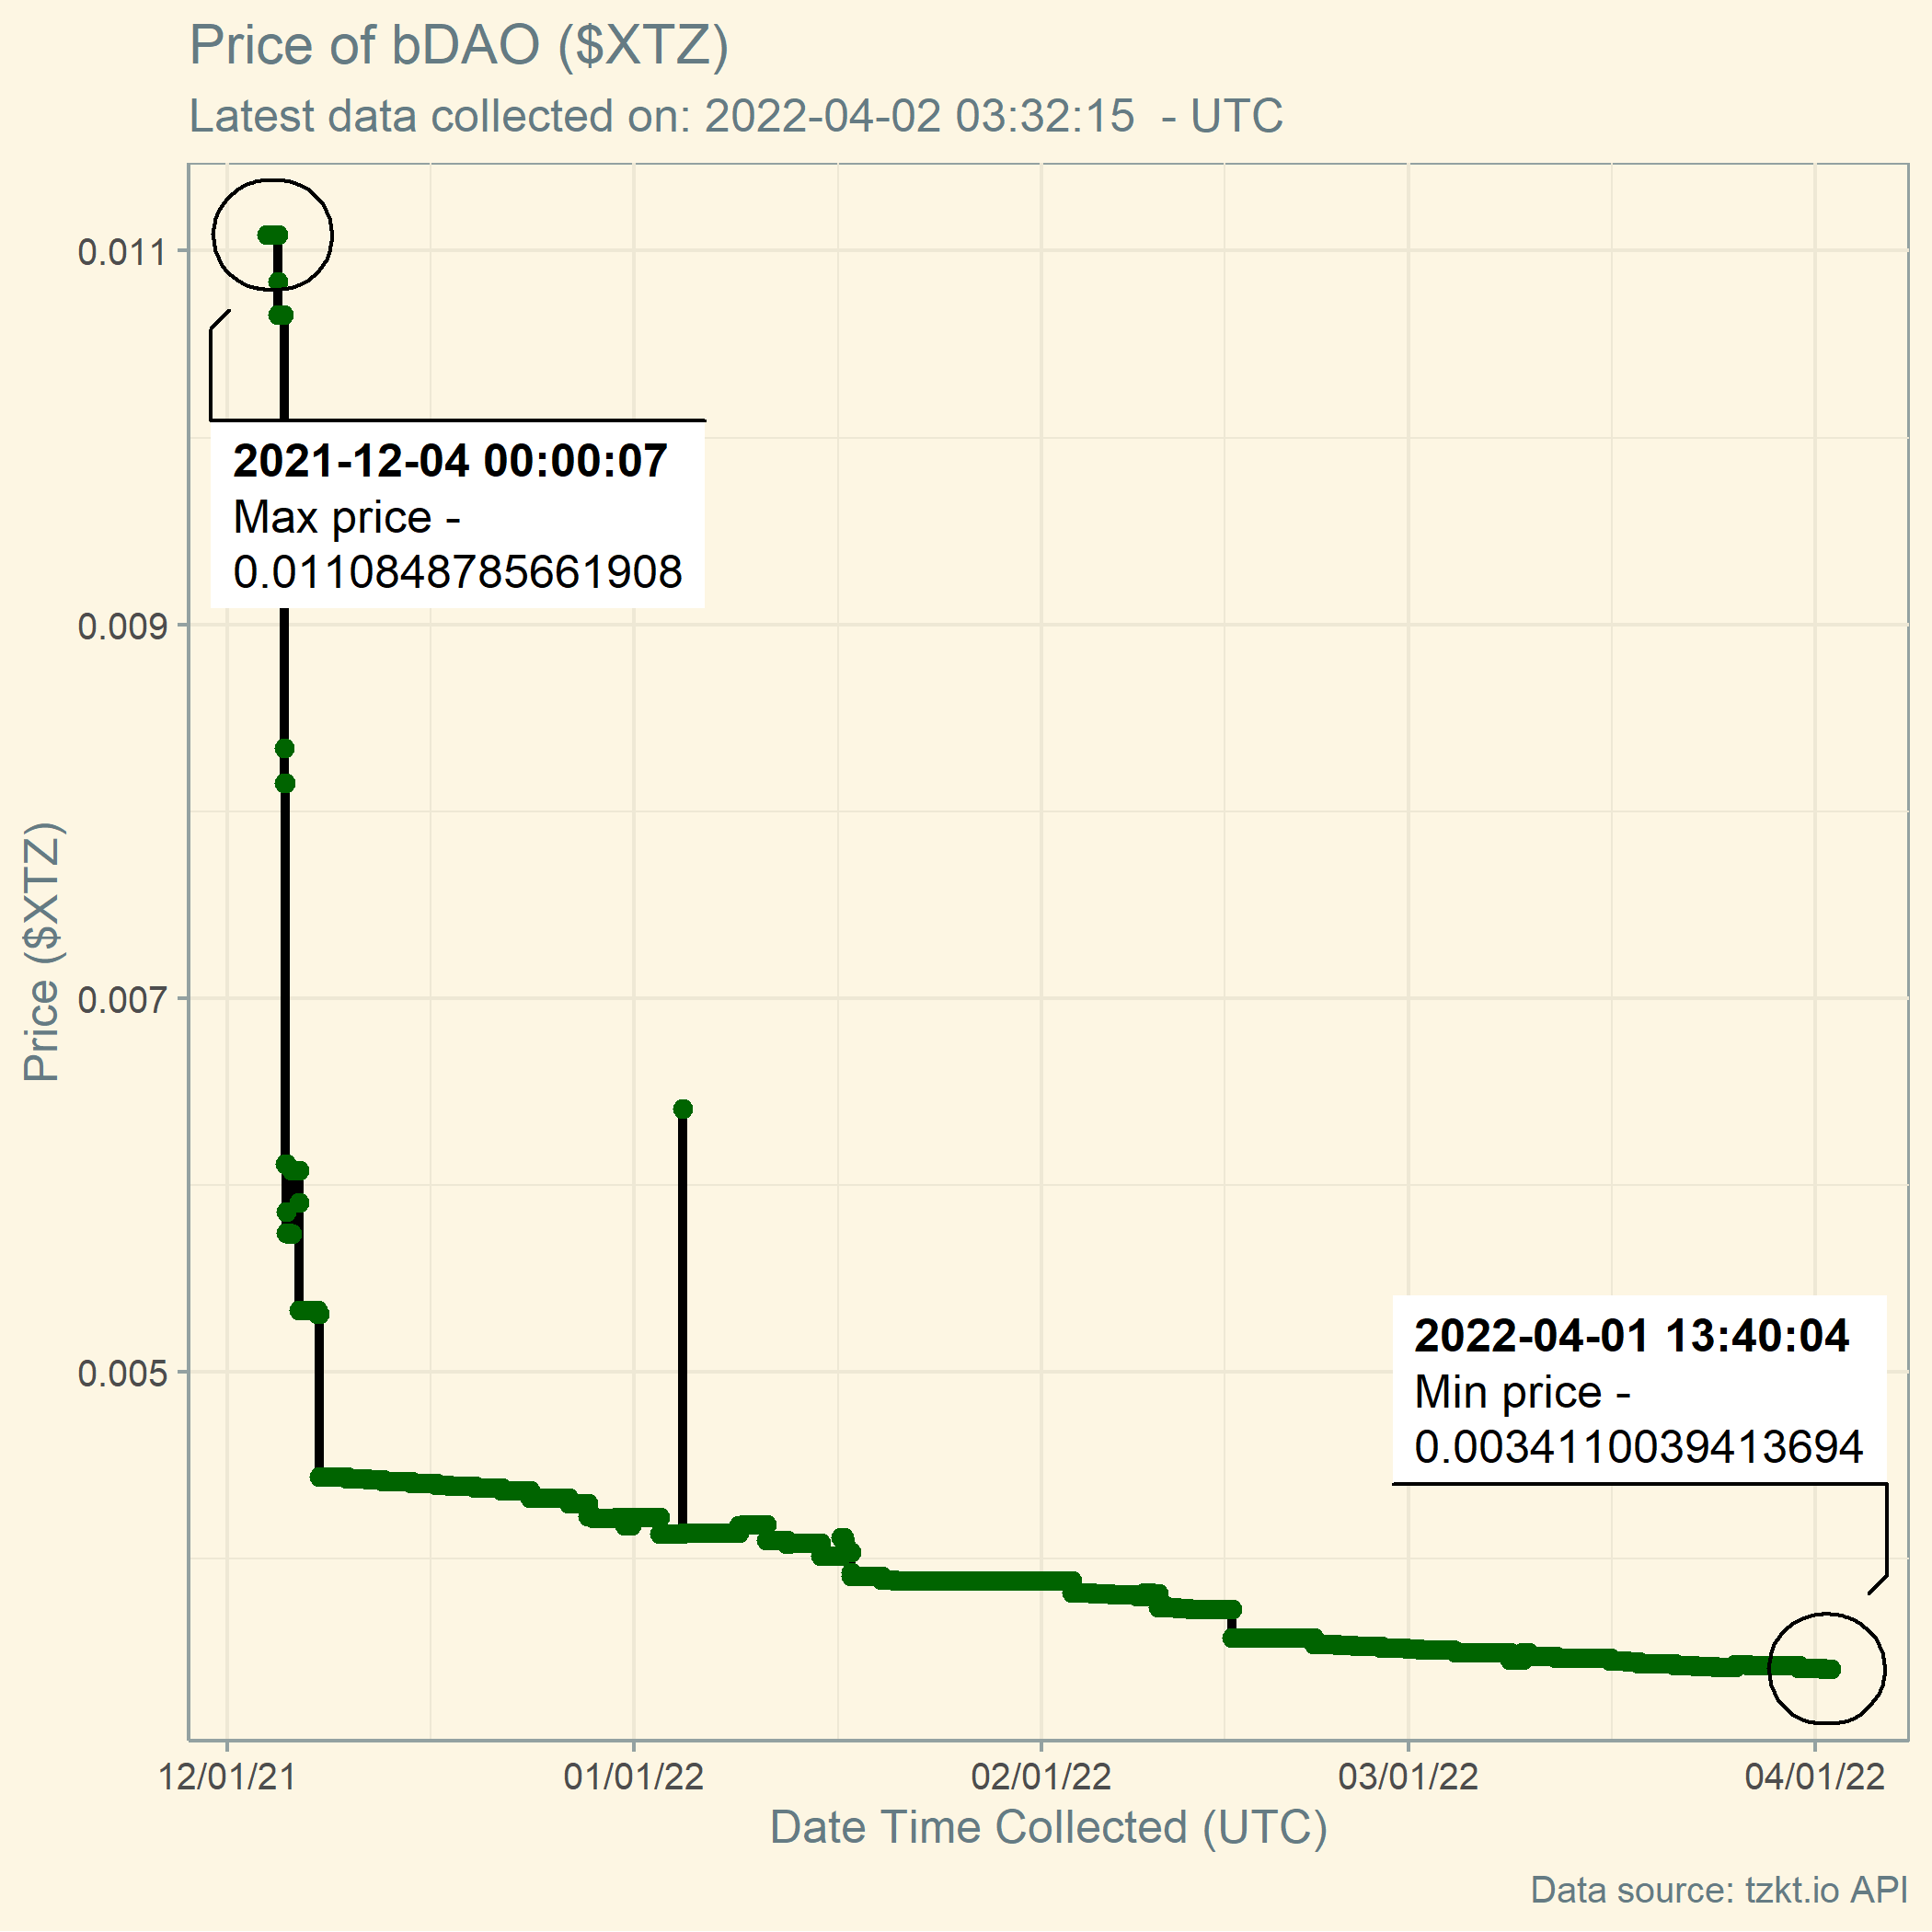 Price of bDAO ($XTZ)
Latest data collected on: 2022-04-02 03:32:15  - UTC
0.011
0.009
0.007
0.005
Price ($XTZ)
2021-12-04 00:00:07
Max price -
0.0110848785661908
2022-04-01 13:40:04
Min price -
0.0034110039413694
12/01/21
01/01/22
02/01/22
03/01/22
04/01/22
Date Time Collected (UTC)
Data source: tzkt.io API